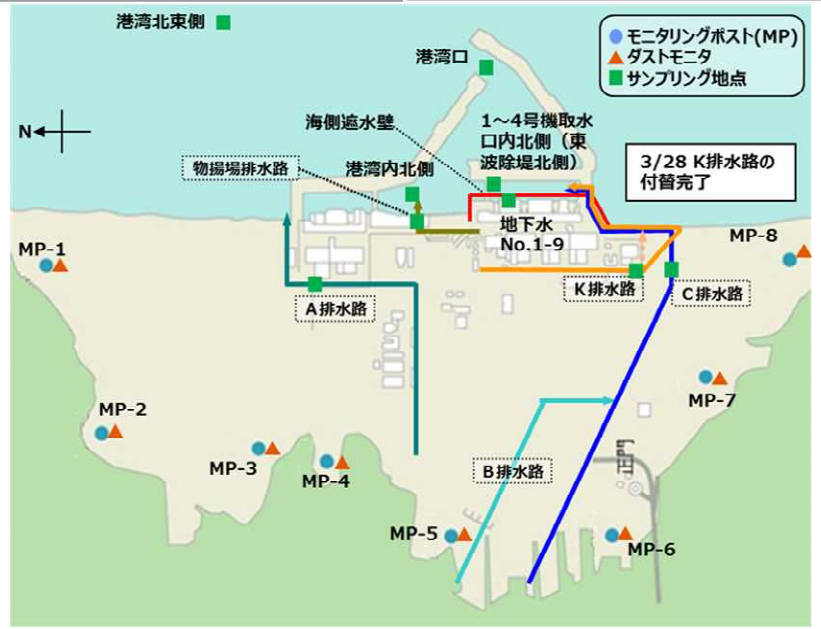 港湾北東側
モニタリングポスト(MP)
ダストモニタ
サンプリング地点
港湾口
N
海側遮水壁
1～4号機取水
口内北側（東
波除堤北側）
3/28 K排水路の
付替完了
物揚場排水路
港湾内北側
地下水
No.1-9
MP-1
MP-8
K排水路
C排水路
A排水路
MP-7
MP-2
MP-3
MP-4
B排水路
正門
MP-5
MP-6